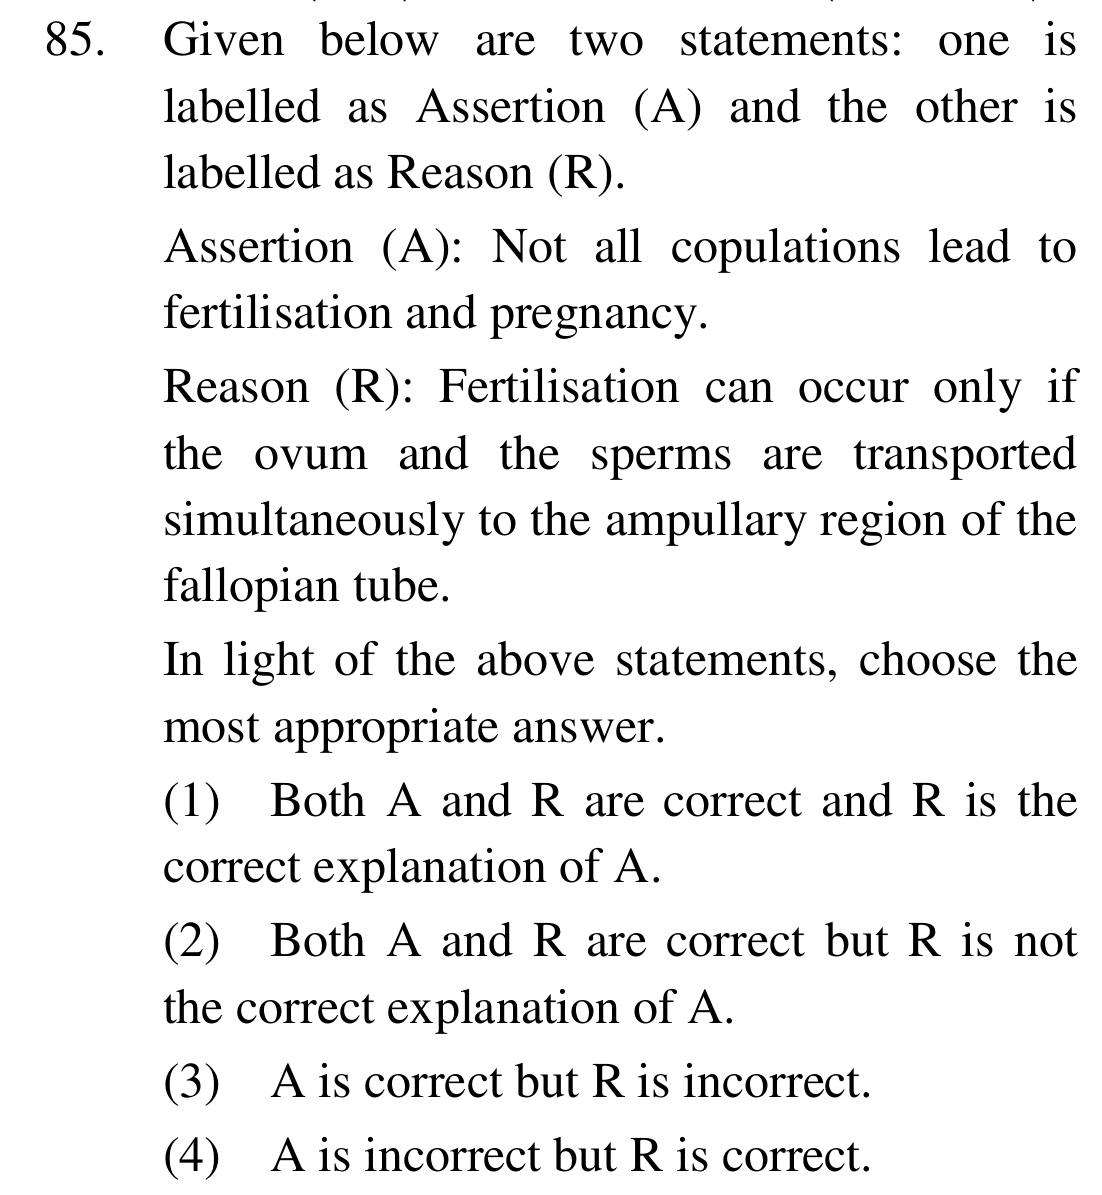 85. Given below are two statements: one is
labelled as Assertion (A) and the other is
labelled as Reason (R).
Assertion (A): Not all copulations lead to
fertilisation and pregnancy.
Reason (R): Fertilisation can occur only if
the ovum and the sperms are transported
simultaneously to the ampullary region of the
fallopian tube.
In light of the above statements, choose the
most appropriate answer.
(1) Both A and R are correct and R is the
correct explanation of A.
(2) Both A and R are correct but R is not
the correct explanation of A.
(3) A is correct but R is incorrect.
(4) A is incorrect but R is correct.